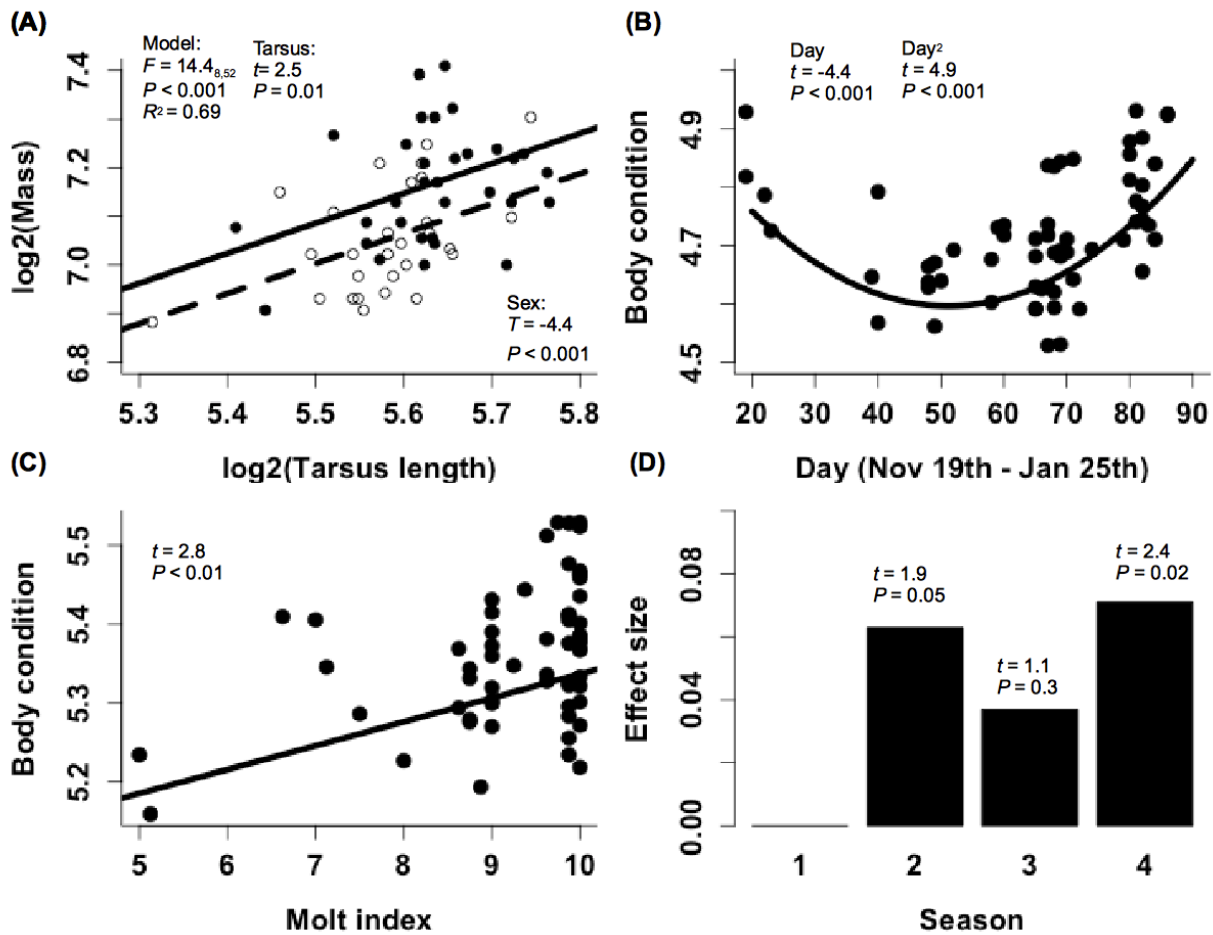 (A)
Model:
F = 14.4₈,₅₂
P < 0.001
R² = 0.69
Tarsus:
t= 2.5
P = 0.01
Sex:
T = -4.4
P < 0.001
log2(Mass)
7.4
7.2
7.0
6.8
5.3 5.5 5.6 5.7 5.8
log2(Tarsus length)
(B)
Day
t = -4.4
P < 0.001
Day²
t = 4.9
P < 0.001
Body condition
4.9
4.7
4.5
20 30 40 50 60 70 80 90
Day (Nov 19th - Jan 25th)
(C)
t = 2.8
P < 0.01
Body condition
5.5
5.4
5.3
5.2
5 6 7 8 9 10
Molt index
(D)
t = 1.9
P = 0.05
t = 1.1
P = 0.3
t = 2.4
P = 0.02
Effect size
0.08
0.04
0.00
1 2 3 4
Season